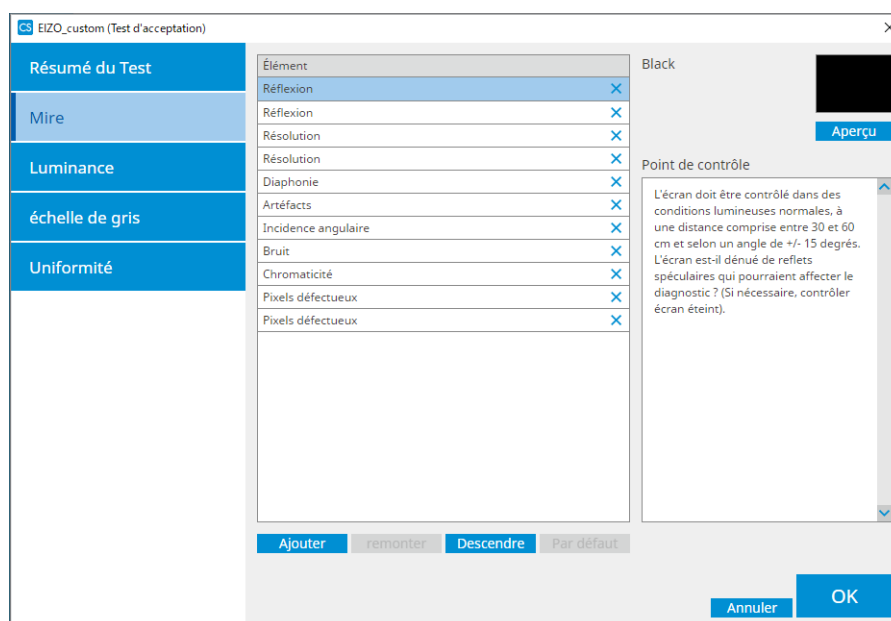 CS EIZO_custom (Test d'acceptation)
Résumé du Test
Mire
Luminance
échelle de gris
Uniformité
Élément
Réflexion
Réflexion
Résolution
Résolution
Diaphonie
Artéfacts
Incidence angulaire
Bruit
Chromaticité
Pixels défectueux
Pixels défectueux
Ajouter
remonter
Descendre
Par défaut
Black
Aperçu
Point de contrôle
L'écran doit être contrôlé dans des
conditions lumineuses normales, à
une distance comprise entre 30 et 60
cm et selon un angle de +/- 15 degrés.
L'écran est-il dénué de reflets
spéculaires qui pourraient affecter le
diagnostic ? (Si nécessaire, contrôler
écran éteint).
Annuler
OK